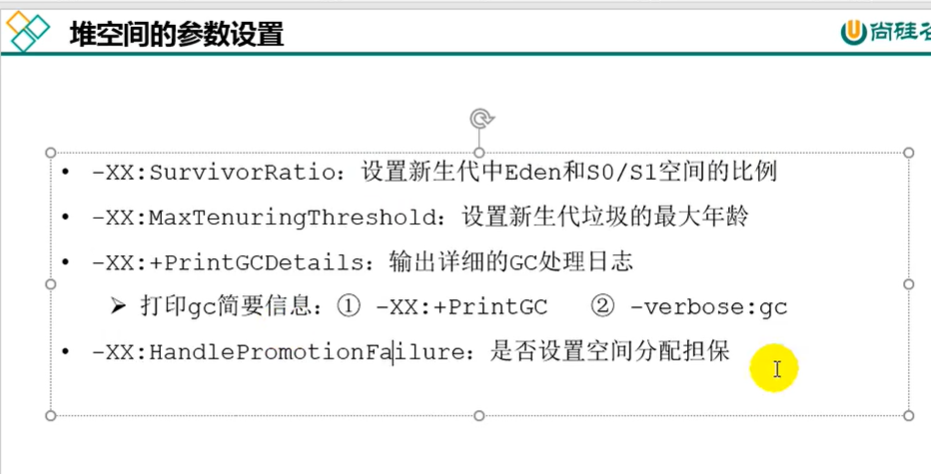 堆空间的参数设置
尚硅
• -XX:SurvivorRatio：设置新生代中Eden和S0/S1空间的比例
• -XX:MaxTenuringThreshold：设置新生代垃圾的最大年龄
• -XX:+PrintGCDetails：输出详细的GC处理日志
➢ 打印gc简要信息：① -XX:+PrintGC ② -verbose:gc
• -XX:HandlePromotionFailure：是否设置空间分配担保